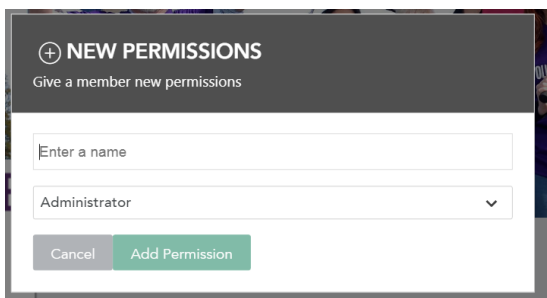 NEW PERMISSIONS
Give a member new permissions
Enter a name
Administrator
Cancel Add Permission